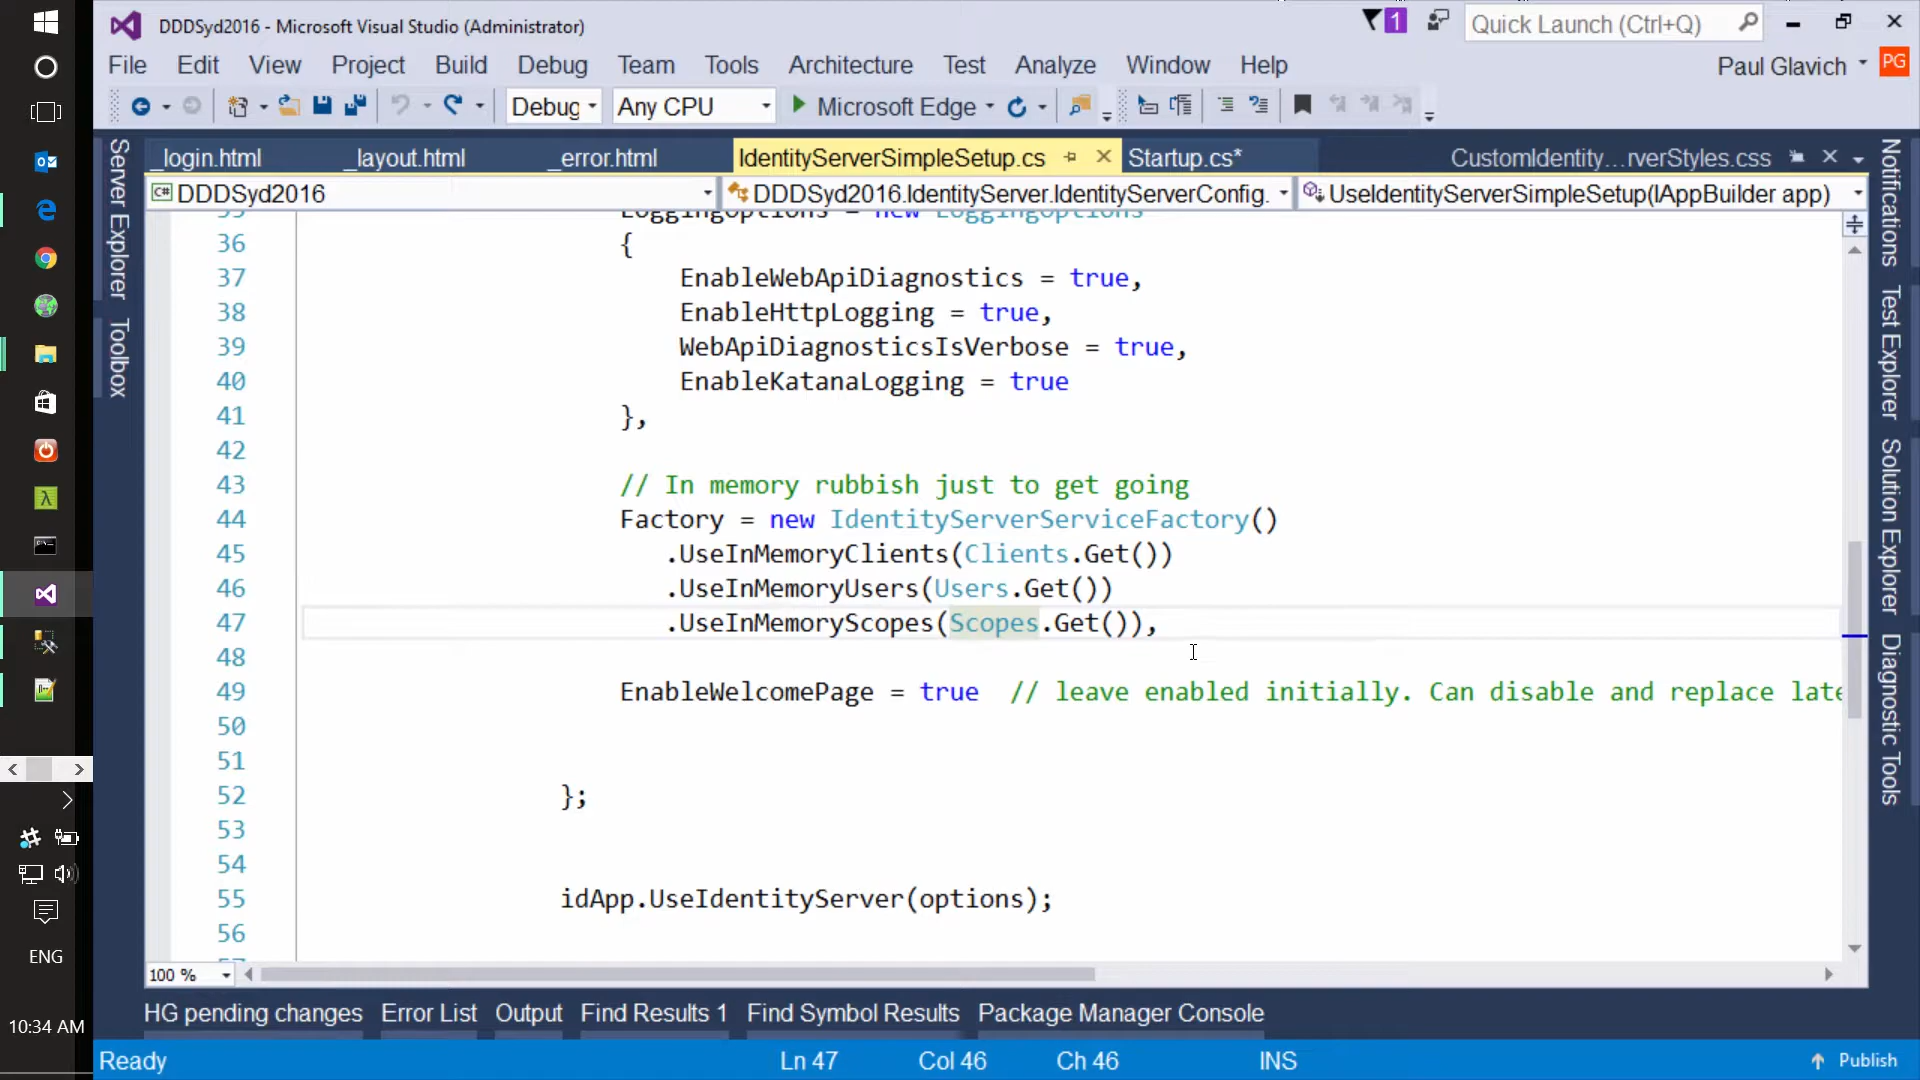 DDDSyd2016 - Microsoft Visual Studio (Administrator)
1
Quick Launch (Ctrl+Q)
File Edit View Project Build Debug Team Tools Architecture Test Analyze Window Help
Paul Glavich
PG
Debug
Any CPU
Microsoft Edge
_login.html
_layout.html
_error.html
IdentityServerSimpleSetup.cs
Startup.cs*
CustomIdentity...rverStyles.css
C# DDDSyd2016
DDDSyd2016.IdentityServer.IdentityServerConfig.
UseIdentityServerSimpleSetup(IAppBuilder app)
Server Explorer
Toolbox
Notifications
Test Explorer
Solution Explorer
Diagnostic Tools
35 LoggingOptions = new LoggingOptions
36 {
37 EnableWebApiDiagnostics = true,
38 EnableHttpLogging = true,
39 WebApiDiagnosticsIsVerbose = true,
40 EnableKatanaLogging = true
41 },
42
43 // In memory rubbish just to get going
44 Factory = new IdentityServerServiceFactory()
45 .UseInMemoryClients(Clients.Get())
46 .UseInMemoryUsers(Users.Get())
47 .UseInMemoryScopes(Scopes.Get()),
48
49 EnableWelcomePage = true // leave enabled initially. Can disable and replace late
50
51
52 };
53
54
55 idApp.UseIdentityServer(options);
56
57
100 %
HG pending changes
Error List
Output
Find Results 1
Find Symbol Results
Package Manager Console
Ready
Ln 47
Col 46
Ch 46
INS
Publish
ENG
10:34 AM